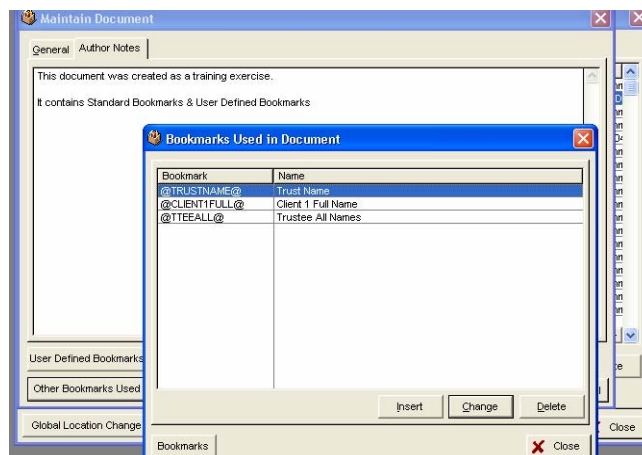 Maintain Document
General Author Notes
This document was created as a training exercise.
It contains Standard Bookmarks & User Defined Bookmarks
Bookmarks Used in Document
Bookmark Name
@TRUSTNAME@ Trust Name
@CLIENT1FULL@ Client 1 Full Name
@TTEEALL@ Trustee All Names
User Defined Bookmarks
Other Bookmarks Used
Insert Change Delete
Global Location Change
Close
Bookmarks Close